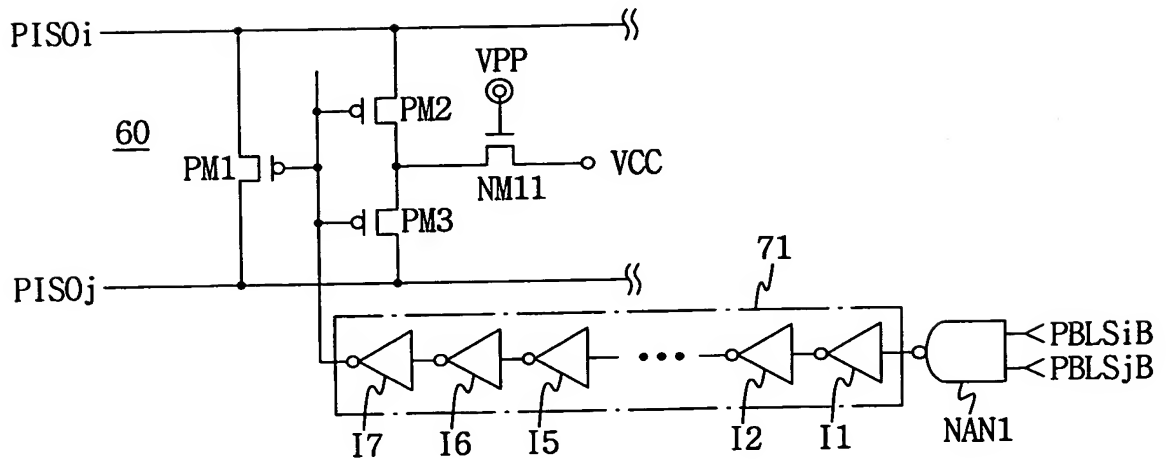 PISOi
VPP
PM2
60
PM1
VCC
NM11
PM3
71
PISOj
PBLSiB
PBLSjB
I7
I6
I5
I2
I1
NAN1